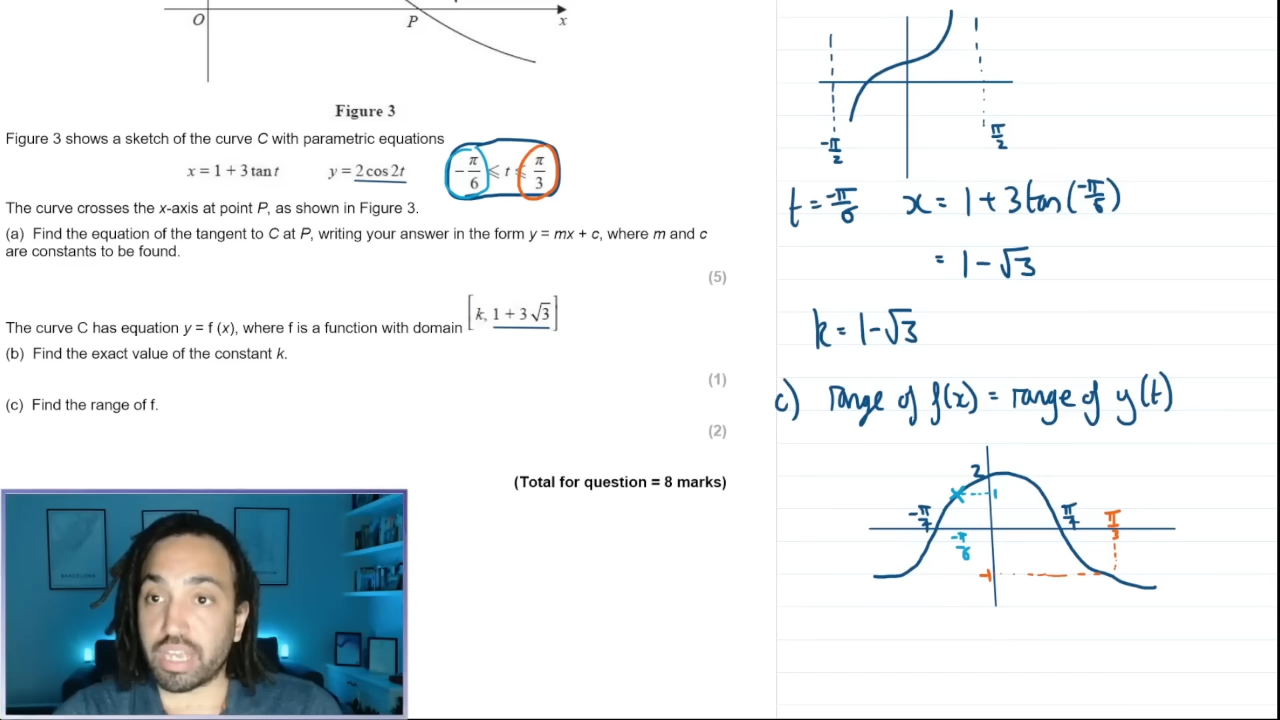 O P x
Figure 3
Figure 3 shows a sketch of the curve C with parametric equations
x = 1 + 3 tan t y = 2 cos 2t −π/6 ⩽ t ⩽ π/3
The curve crosses the x-axis at point P, as shown in Figure 3.
(a) Find the equation of the tangent to C at P, writing your answer in the form y = mx + c, where m and c
are constants to be found.
(5)
The curve C has equation y = f (x), where f is a function with domain [k, 1 + 3√3]
(b) Find the exact value of the constant k.
(1)
(c) Find the range of f.
(2)
(Total for question = 8 marks)
BARCELONA
-π/2 π/2
t = -π/6 x = 1 + 3 tan(-π/6)
= 1 - √3
k = 1 - √3
c) range of f(x) = range of y(t)
2
-π/7 1 π/7 π/3
-π/6
-1